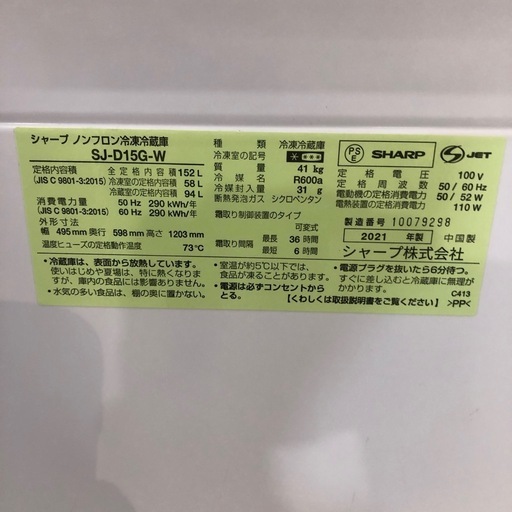 シャープ ノンフロン冷凍冷蔵庫
SJ-D15G-W
定格内容積 全定格内容積 152 L
(JIS C 9801-3:2015) 冷凍室の定格内容積 58 L
冷蔵室の定格内容積 94 L
消費電力量 50 Hz 290 kWh/年
(JIS C 9801-3:2015) 60 Hz 290 kWh/年
外形寸法
幅 495 mm 奥行 598 mm 高さ 1203 mm
温度ヒューズの定格動作温度 73℃
種類 冷凍冷蔵庫
冷凍室の記号
質量 41 kg
冷媒名 R600a
冷媒封入量 31 g
断熱発泡ガス シクロペンタン
霜取り制御装置のタイプ
可変式
霜取り間隔 最長 36 時間
最短 6 時間
PS
E
SHARP
S JET
定格電圧 100 V
定格周波数 50 / 60 Hz
電動機の定格消費電力 50 / 52 W
電熱装置の定格消費電力 110 W
製造番号 10079298
2021 年製 中国製
シャープ株式会社
・冷蔵庫は、表面から放熱しています。
使いはじめや夏場は、特に熱くなりま
すが、庫内の食品には影響ありません。
・水気の多い食品は、棚の奥に置かない。
・室温が約5℃以下では、
食品が凍ることがあります。
・電源は必ずコンセントから
とる。
・電源プラグを抜いたら6分待つ。
すぐに差し込むと冷蔵庫に無理が
かかります。
【くわしくは取扱説明書をご覧ください】
C413
>PP<